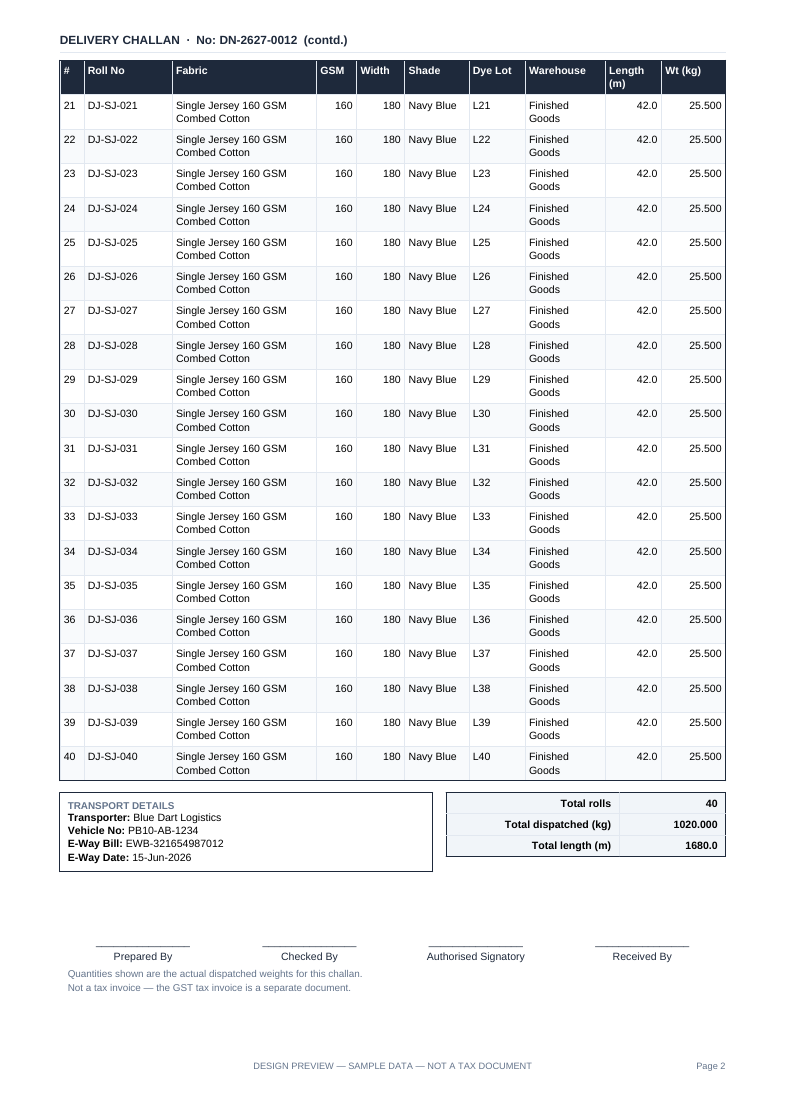 DELIVERY CHALLAN · No: DN-2627-0012 (contd.)
# Roll No Fabric GSM Width Shade Dye Lot Warehouse Length (m) Wt (kg)
21 DJ-SJ-021 Single Jersey 160 GSM Combed Cotton 160 180 Navy Blue L21 Finished Goods 42.0 25.500
22 DJ-SJ-022 Single Jersey 160 GSM Combed Cotton 160 180 Navy Blue L22 Finished Goods 42.0 25.500
23 DJ-SJ-023 Single Jersey 160 GSM Combed Cotton 160 180 Navy Blue L23 Finished Goods 42.0 25.500
24 DJ-SJ-024 Single Jersey 160 GSM Combed Cotton 160 180 Navy Blue L24 Finished Goods 42.0 25.500
25 DJ-SJ-025 Single Jersey 160 GSM Combed Cotton 160 180 Navy Blue L25 Finished Goods 42.0 25.500
26 DJ-SJ-026 Single Jersey 160 GSM Combed Cotton 160 180 Navy Blue L26 Finished Goods 42.0 25.500
27 DJ-SJ-027 Single Jersey 160 GSM Combed Cotton 160 180 Navy Blue L27 Finished Goods 42.0 25.500
28 DJ-SJ-028 Single Jersey 160 GSM Combed Cotton 160 180 Navy Blue L28 Finished Goods 42.0 25.500
29 DJ-SJ-029 Single Jersey 160 GSM Combed Cotton 160 180 Navy Blue L29 Finished Goods 42.0 25.500
30 DJ-SJ-030 Single Jersey 160 GSM Combed Cotton 160 180 Navy Blue L30 Finished Goods 42.0 25.500
31 DJ-SJ-031 Single Jersey 160 GSM Combed Cotton 160 180 Navy Blue L31 Finished Goods 42.0 25.500
32 DJ-SJ-032 Single Jersey 160 GSM Combed Cotton 160 180 Navy Blue L32 Finished Goods 42.0 25.500
33 DJ-SJ-033 Single Jersey 160 GSM Combed Cotton 160 180 Navy Blue L33 Finished Goods 42.0 25.500
34 DJ-SJ-034 Single Jersey 160 GSM Combed Cotton 160 180 Navy Blue L34 Finished Goods 42.0 25.500
35 DJ-SJ-035 Single Jersey 160 GSM Combed Cotton 160 180 Navy Blue L35 Finished Goods 42.0 25.500
36 DJ-SJ-036 Single Jersey 160 GSM Combed Cotton 160 180 Navy Blue L36 Finished Goods 42.0 25.500
37 DJ-SJ-037 Single Jersey 160 GSM Combed Cotton 160 180 Navy Blue L37 Finished Goods 42.0 25.500
38 DJ-SJ-038 Single Jersey 160 GSM Combed Cotton 160 180 Navy Blue L38 Finished Goods 42.0 25.500
39 DJ-SJ-039 Single Jersey 160 GSM Combed Cotton 160 180 Navy Blue L39 Finished Goods 42.0 25.500
40 DJ-SJ-040 Single Jersey 160 GSM Combed Cotton 160 180 Navy Blue L40 Finished Goods 42.0 25.500
TRANSPORT DETAILS
Transporter: Blue Dart Logistics
Vehicle No: PB10-AB-1234
E-Way Bill: EWB-321654987012
E-Way Date: 15-Jun-2026
Total rolls 40
Total dispatched (kg) 1020.000
Total length (m) 1680.0
Prepared By Checked By Authorised Signatory Received By
Quantities shown are the actual dispatched weights for this challan.
Not a tax invoice — the GST tax invoice is a separate document.
DESIGN PREVIEW — SAMPLE DATA — NOT A TAX DOCUMENT Page 2